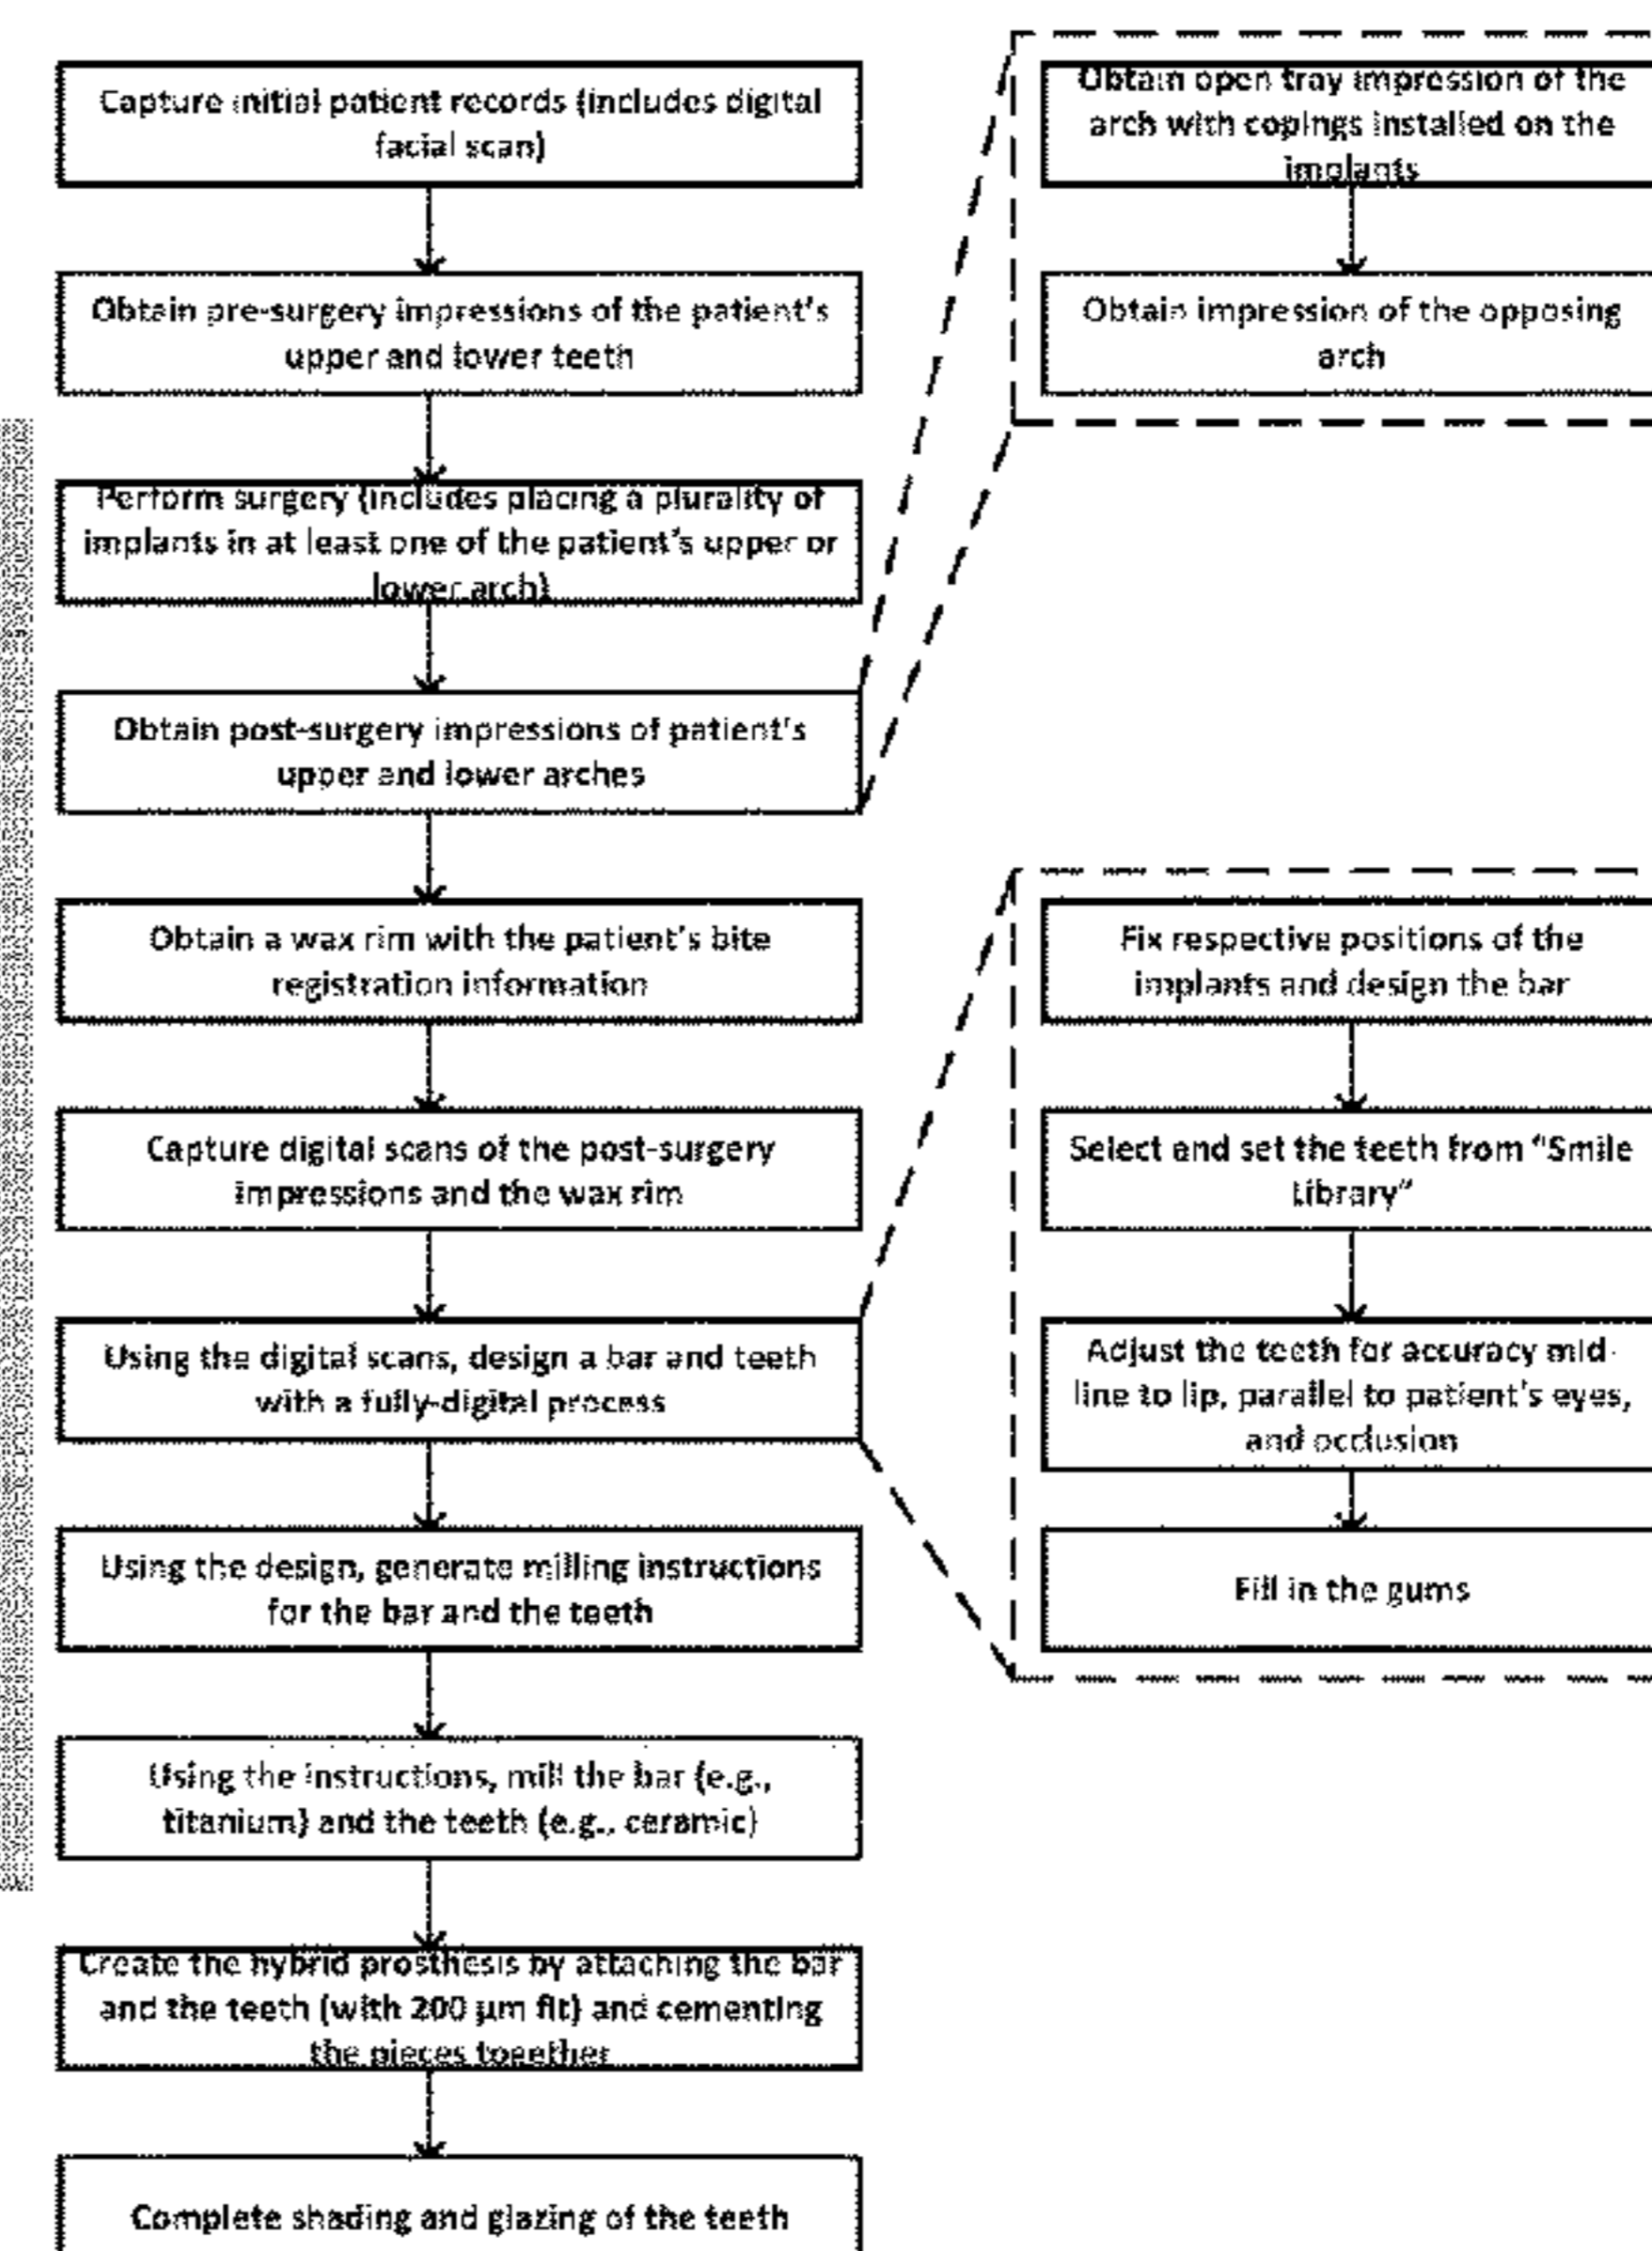 Capture initial patient records (includes digital
facial scan)
Obtain pre-surgery impressions of the patient's
upper and lower teeth
Perform surgery (includes placing a plurality of
implants in at least one of the patient's upper or
lower arch)
Obtain post-surgery impressions of patient's
upper and lower arches
Obtain a wax rim with the patient's bite
registration information
Capture digital scans of the post-surgery
impressions and the wax rim
Using the digital scans, design a bar and teeth
with a fully-digital process
Using the design, generate milling instructions
for the bar and the teeth
Using the instructions, mill the bar (e.g.,
titanium) and the teeth (e.g., ceramic)
Create the hybrid prosthesis by attaching the bar
and the teeth (with 200 µm fit) and cementing
the pieces together
Complete shading and glazing of the teeth
Obtain open tray impression of the
arch with copings installed on the
implants
Obtain impression of the opposing
arch
Fix respective positions of the
implants and design the bar
Select and set the teeth from “Smile
Library”
Adjust the teeth for accuracy mid-
line to lip, parallel to patient's eyes,
and occlusion
Fill in the gums